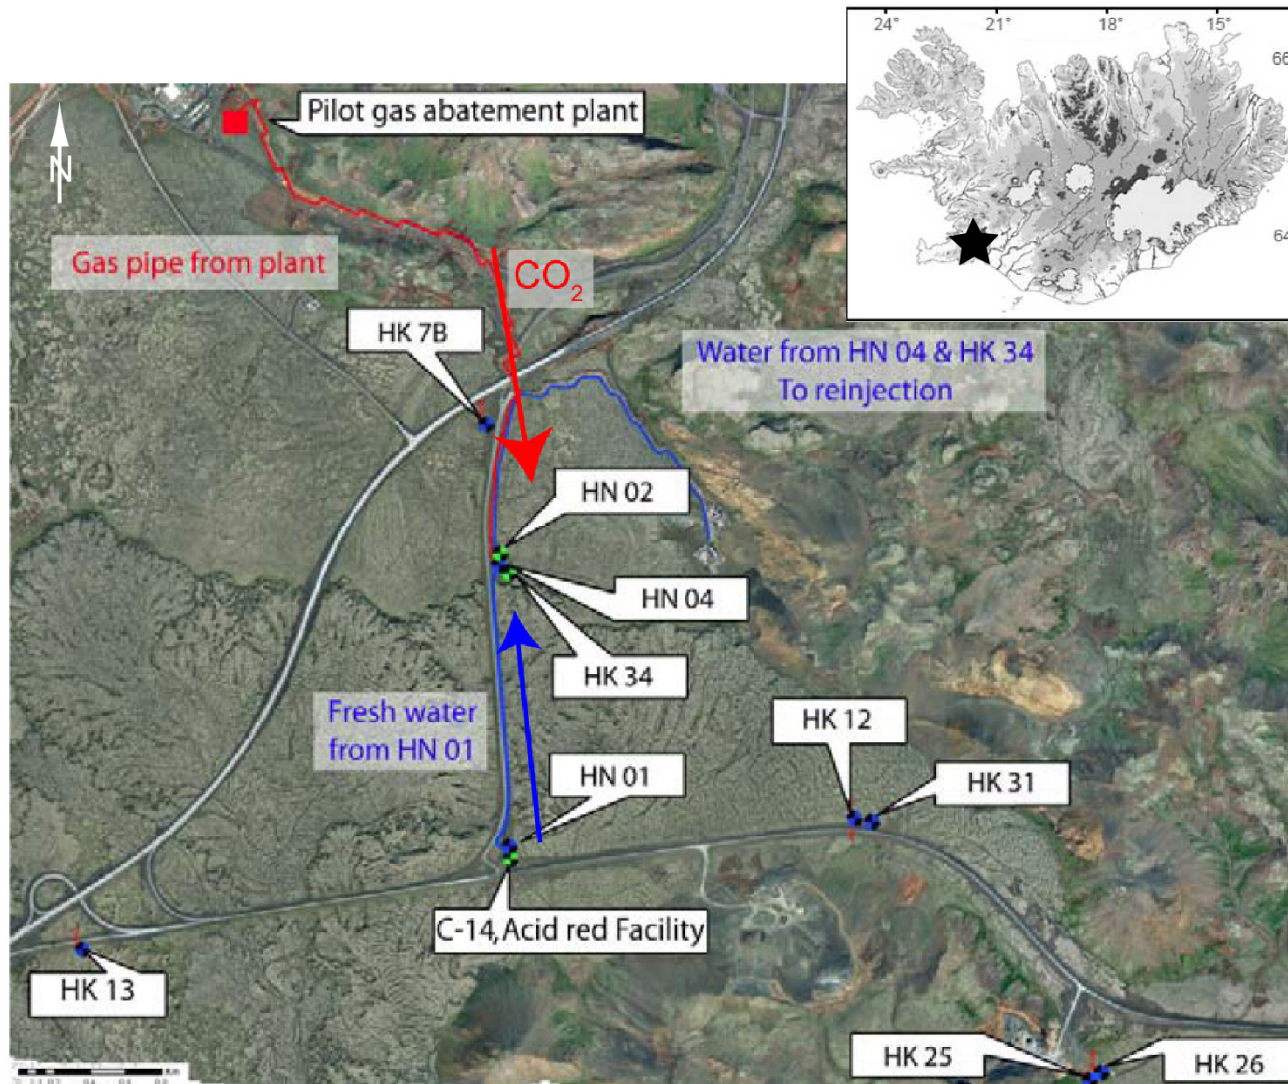 24°
21°
18°
15°
66
64
N
Pilot gas abatement plant
Gas pipe from plant
CO₂
HK 7B
Water from HN 04 & HK 34
To reinjection
HN 02
HN 04
HK 34
Fresh water
from HN 01
HN 01
HK 12
HK 31
C-14, Acid red Facility
HK 13
HK 25
HK 26